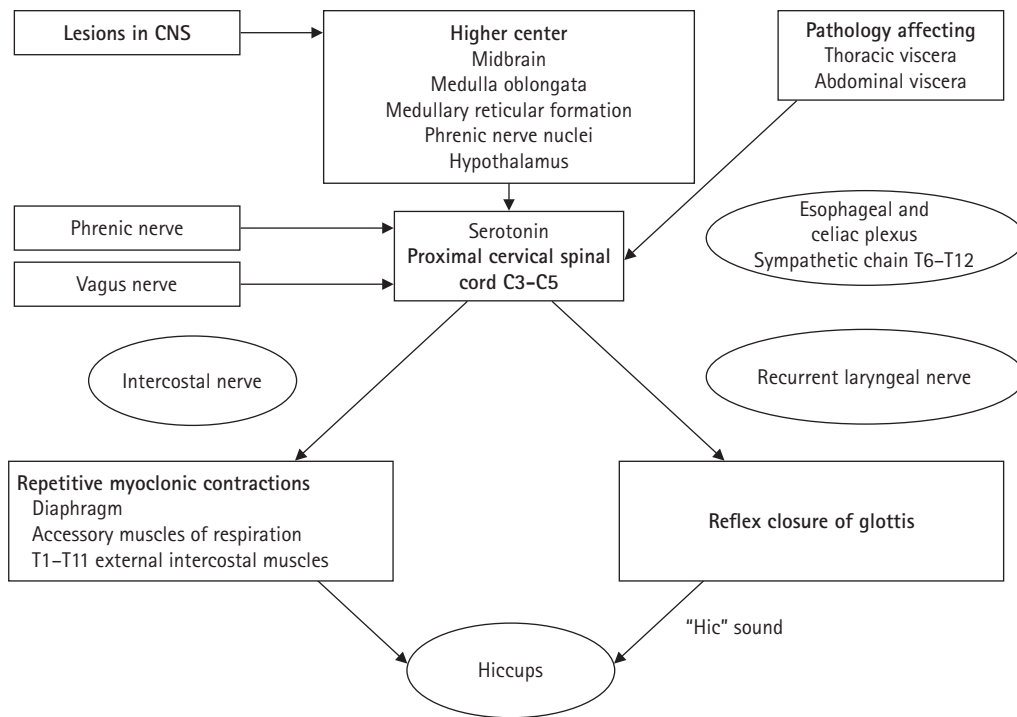 Lesions in CNS
Higher center
Midbrain
Medulla oblongata
Medullary reticular formation
Phrenic nerve nuclei
Hypothalamus
Pathology affecting
Thoracic viscera
Abdominal viscera
Phrenic nerve
Vagus nerve
Serotonin
Proximal cervical spinal
cord C3–C5
Esophageal and
celiac plexus
Sympathetic chain T6–T12
Intercostal nerve
Recurrent laryngeal nerve
Repetitive myoclonic contractions
Diaphragm
Accessory muscles of respiration
T1–T11 external intercostal muscles
Reflex closure of glottis
“Hic” sound
Hiccups